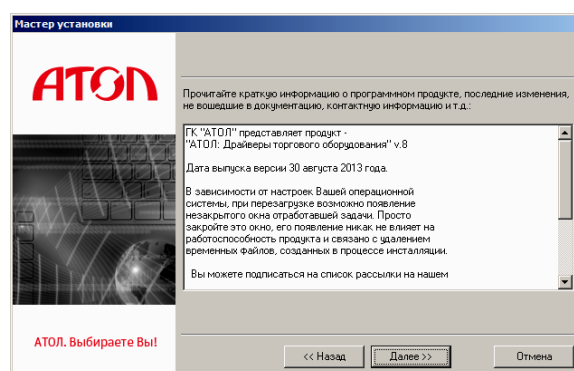 Мастер установки
АТОЛ
Прочитайте краткую информацию о программном продукте, последние изменения,
не вошедшие в документацию, контактную информацию и т.д.:
ГК "АТОЛ" представляет продукт -
"АТОЛ: Драйверы торгового оборудования" v.8
Дата выпуска версии 30 августа 2013 года.
В зависимости от настроек Вашей операционной
системы, при перезагрузке возможно появление
незакрытого окна отработавшей задачи. Просто
закройте это окно, его появление никак не влияет на
работоспособность продукта и связано с удалением
временных файлов, созданных в процессе инсталляции.
Вы можете подписаться на список рассылки на нашем
АТОЛ. Выбираете Вы!
<< Назад
Далее >>
Отмена